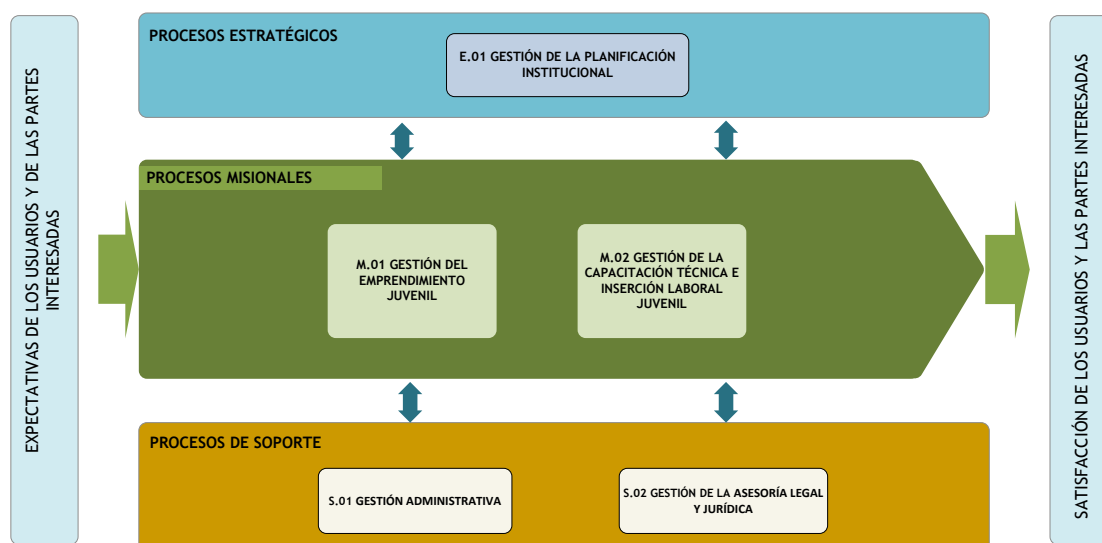 EXPECTATIVAS DE LOS USUARIOS Y DE LAS PARTES
INTERESADAS
PROCESOS ESTRATÉGICOS
E.01 GESTIÓN DE LA PLANIFICACIÓN
INSTITUCIONAL
PROCESOS MISIONALES
M.01 GESTIÓN DEL
EMPRENDIMIENTO
JUVENIL
M.02 GESTIÓN DE LA
CAPACITACIÓN TÉCNICA E
INSERCIÓN LABORAL
JUVENIL
PROCESOS DE SOPORTE
S.01 GESTIÓN ADMINISTRATIVA
S.02 GESTIÓN DE LA ASESORÍA LEGAL
Y JURÍDICA
SATISFACCIÓN DE LOS USUARIOS Y LAS PARTES INTERESADAS